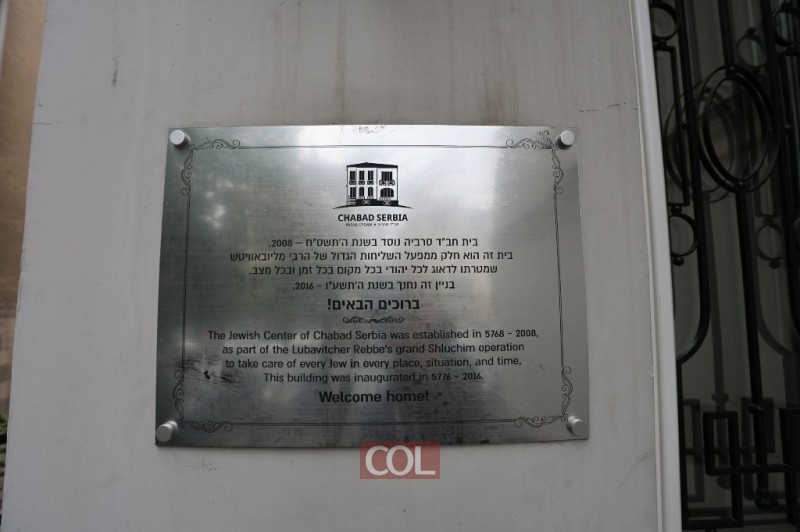 CHABAD SERBIA
בית חב"ד סרביה נוסד בשנת ה'תשס"ח – 2008.
בית זה הוא חלק ממפעל השליחות הגדול של הרבי מליובאוויטש
שמטרתו לדאוג לכל יהודי בכל מקום בכל זמן ובכל מצב.
בניין זה נחנך בשנת ה'תשע"ו - 2016.
ברוכים הבאים!
The Jewish Center of Chabad Serbia was established in 5768 - 2008,
as part of the Lubavitcher Rebbe's grand Shluchim operation
to take care of every Jew in every place, situation, and time.
This building was inaugurated in 5776 - 2016.
Welcome home!
COL